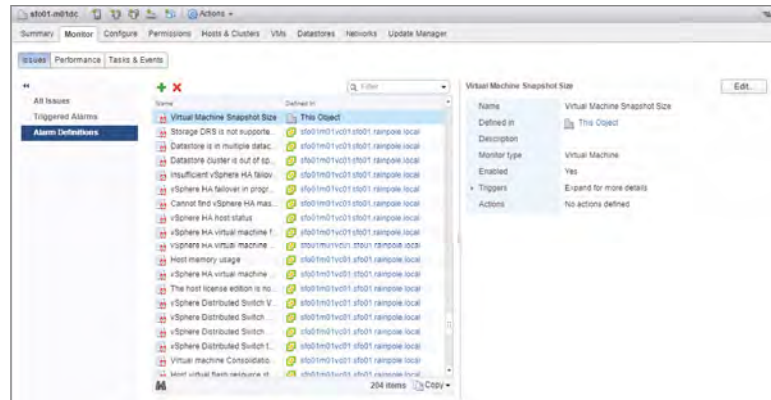 sfo01-m01dc Actions
Summary Monitor Configure Permissions Hosts & Clusters VMs Datastores Networks Update Manager
Issues Performance Tasks & Events
All Issues
Triggered Alarms
Alarm Definitions
Filter
Name Defined In
Virtual Machine Snapshot Size This Object
Storage DRS is not supporte... sfo01m01vc01.sfo01.rainpole.local
Datastore is in multiple datac... sfo01m01vc01.sfo01.rainpole.local
Datastore cluster is out of sp... sfo01m01vc01.sfo01.rainpole.local
Insufficient vSphere HA failov... sfo01m01vc01.sfo01.rainpole.local
vSphere HA failover in progr... sfo01m01vc01.sfo01.rainpole.local
Cannot find vSphere HA mas... sfo01m01vc01.sfo01.rainpole.local
vSphere HA host status sfo01m01vc01.sfo01.rainpole.local
vSphere HA virtual machine f... sfo01m01vc01.sfo01.rainpole.local
vSphere HA virtual machine ... sfo01m01vc01.sfo01.rainpole.local
Host memory usage sfo01m01vc01.sfo01.rainpole.local
vSphere HA virtual machine ... sfo01m01vc01.sfo01.rainpole.local
The host license edition is no... sfo01m01vc01.sfo01.rainpole.local
vSphere Distributed Switch V... sfo01m01vc01.sfo01.rainpole.local
vSphere Distributed Switch ... sfo01m01vc01.sfo01.rainpole.local
vSphere Distributed Switch ... sfo01m01vc01.sfo01.rainpole.local
vSphere Distributed Switch t... sfo01m01vc01.sfo01.rainpole.local
Virtual machine Consolidatio... sfo01m01vc01.sfo01.rainpole.local
Host virtual flash resource st... sfo01m01vc01.sfo01.rainpole.local
204 items Copy
Virtual Machine Snapshot Size Edit...
Name Virtual Machine Snapshot Size
Defined in This Object
Description
Monitor type Virtual Machine
Enabled Yes
Triggers Expand for more details
Actions No actions defined